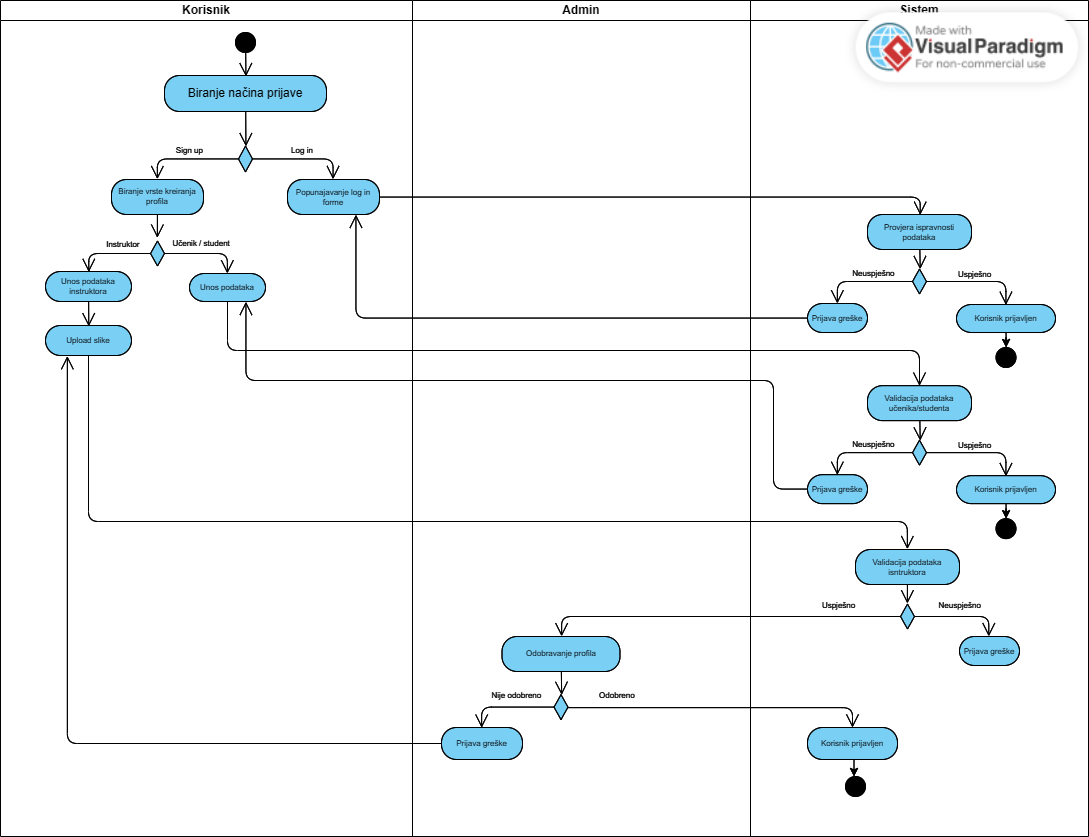 Korisnik
Admin
Sistem
Made with
Visual Paradigm
For non-commercial use
Biranje načina prijave
Sign up
Log in
Biranje vrste kreiranja
profila
Popunajavanje log in
forme
Provjera ispravnosti
podataka
Instruktor
Učenik / student
Unos podataka
instruktora
Unos podataka
Neuspješno
Uspješno
Prijava greške
Korisnik prijavljen
Upload slike
Validacija podataka
učenika/studenta
Neuspješno
Uspješno
Prijava greške
Korisnik prijavljen
Validacija podataka
isntruktora
Uspješno
Neuspješno
Odobravanje profila
Prijava greške
Nije odobreno
Odobreno
Prijava greške
Korisnik prijavljen